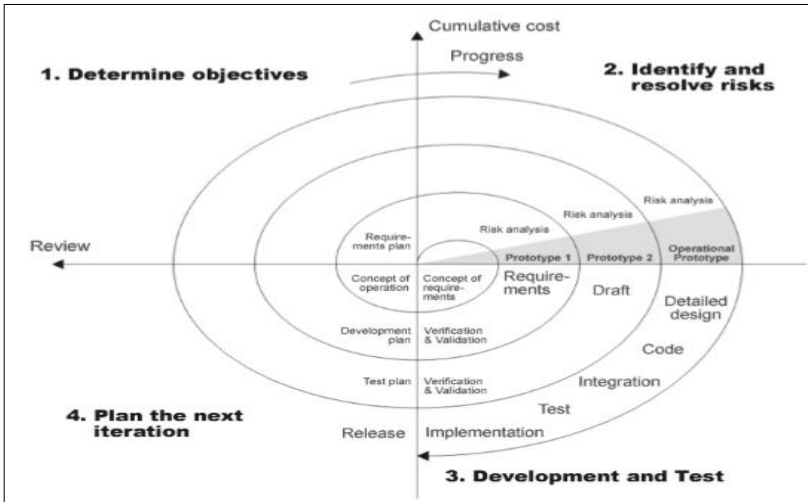 Cumulative cost
Progress
1. Determine objectives
2. Identify and
resolve risks
Risk analysis
Risk analysis
Risk analysis
Require-
ments plan
Review
Prototype 1
Prototype 2
Operational
Prototype
Concept of
operation
Concept of
require-
ments
Require-
ments
Draft
Detailed
design
Development
plan
Verification
& Validation
Code
Test plan
Verification
& Validation
Integration
Test
4. Plan the next
iteration
Release
Implementation
3. Development and Test